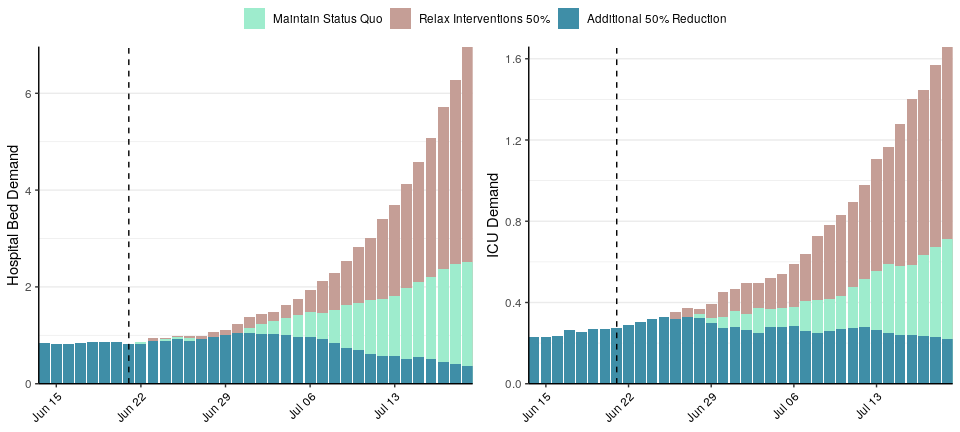 Maintain Status Quo Relax Interventions 50% Additional 50% Reduction
Hospital Bed Demand
6
4
2
0
Jun 15 Jun 22 Jun 29 Jul 06 Jul 13
ICU Demand
1.6
1.2
0.8
0.4
0.0
Jun 15 Jun 22 Jun 29 Jul 06 Jul 13